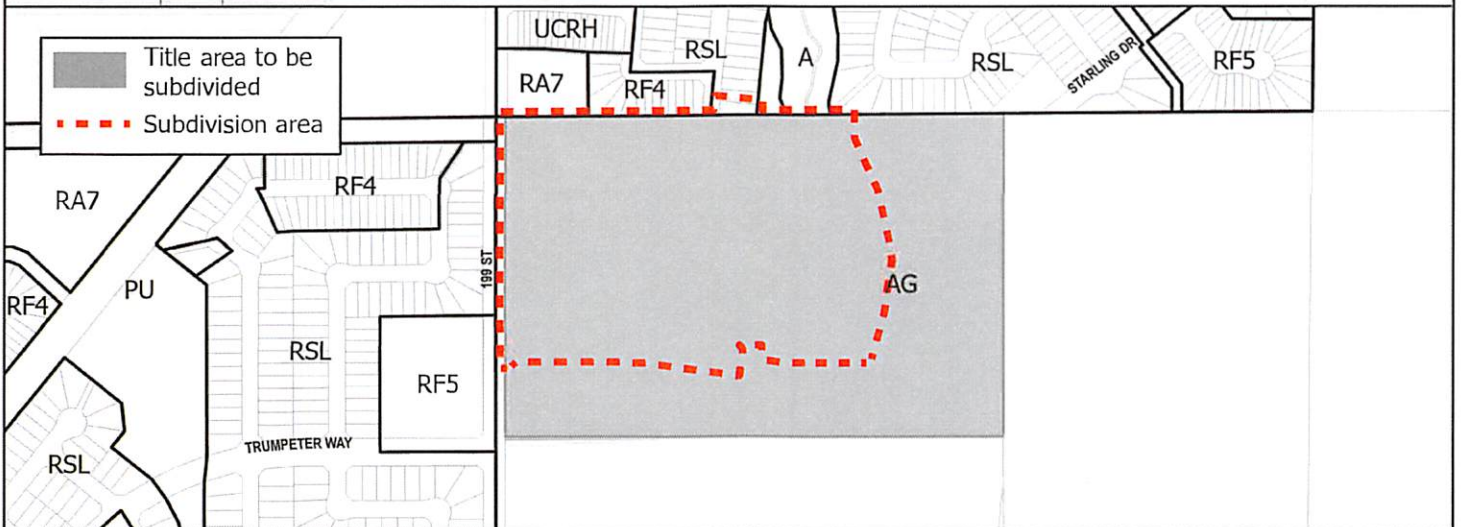 UCRH
RSL
A
RSL
STARLING DR
RF5
Title area to be
subdivided
Subdivision area
RA7
RF4
RA7
RF4
199 ST
AG
RF4
PU
RSL
RF5
TRUMPETER WAY
RSL